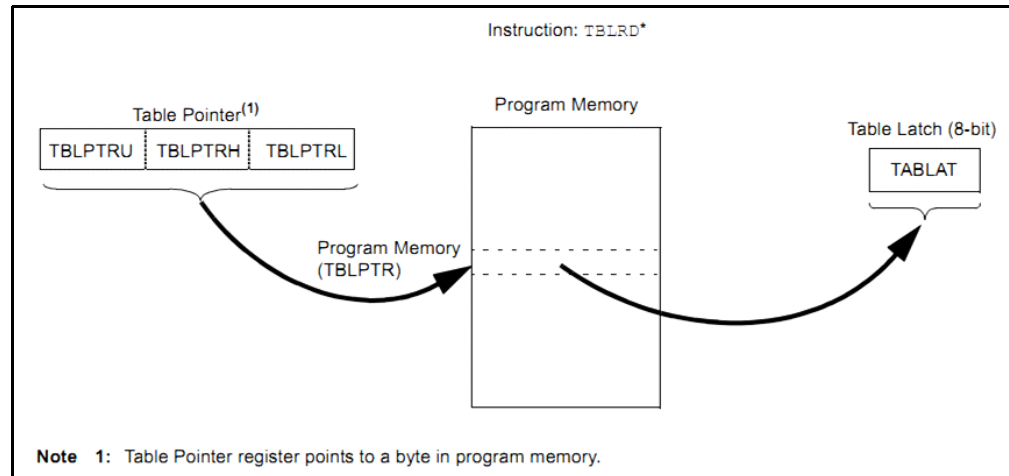 Instruction: TBLRD*
Table Pointer(1)
TBLPTRU TBLPTRH TBLPTRL
Program Memory
Table Latch (8-bit)
TABLAT
Program Memory
(TBLPTR)
Note 1: Table Pointer register points to a byte in program memory.